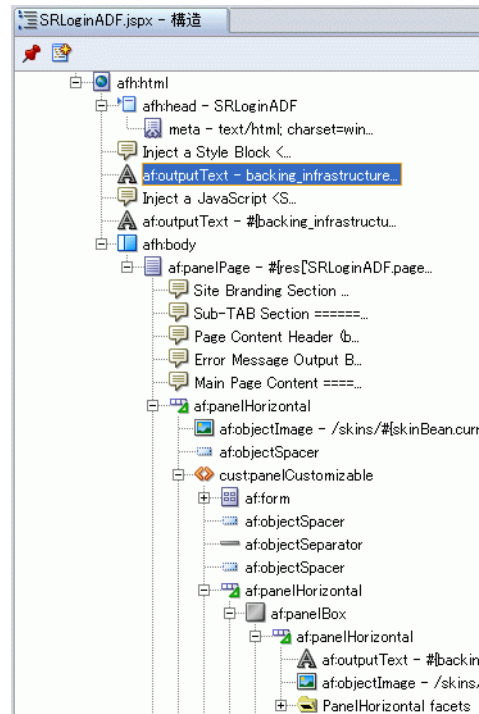 SRLoginADF.jspx - 構造
afh:html
afh:head - SRLoginADF
meta - text/html; charset=win...
Inject a Style Block <...
af:outputText - backing_infrastructure...
Inject a JavaScript <S...
af:outputText - #{backing_infrastructu...
afh:body
af:panelPage - #{res['SRLoginADF.page...
Site Branding Section ...
Sub-TAB Section ======...
Page Content Header (b...
Error Message Output B...
Main Page Content ====...
af:panelHorizontal
af:objectImage - /skins/#{skinBean.curr
af:objectSpacer
cust:panelCustomizable
af:form
af:objectSpacer
af:objectSeparator
af:objectSpacer
af:panelHorizontal
af:panelBox
af:panelHorizontal
af:outputText - #{backin
af:objectImage - /skins/
PanelHorizontal facets